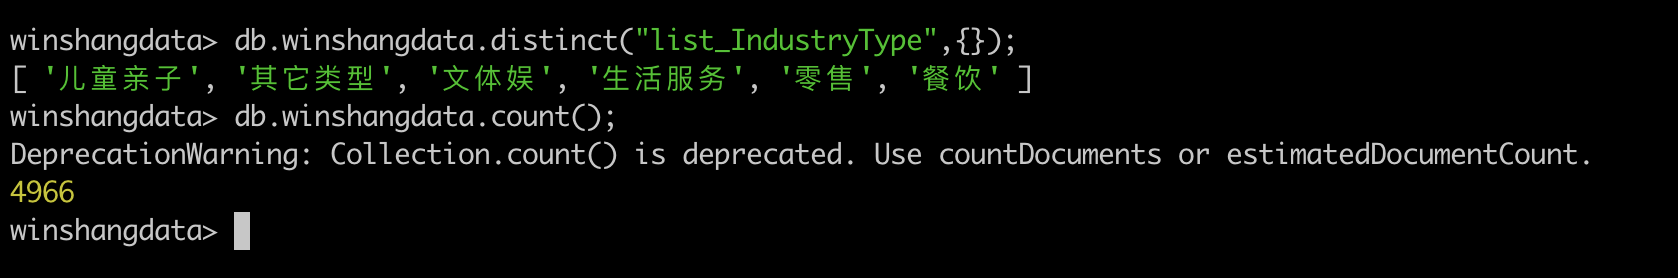 winshangdata> db.winshangdata.distinct("list_IndustryType",{});
[ '儿童亲子', '其它类型', '文体娱', '生活服务', '零售', '餐饮' ]
winshangdata> db.winshangdata.count();
DeprecationWarning: Collection.count() is deprecated. Use countDocuments or estimatedDocumentCount.
4966
winshangdata>